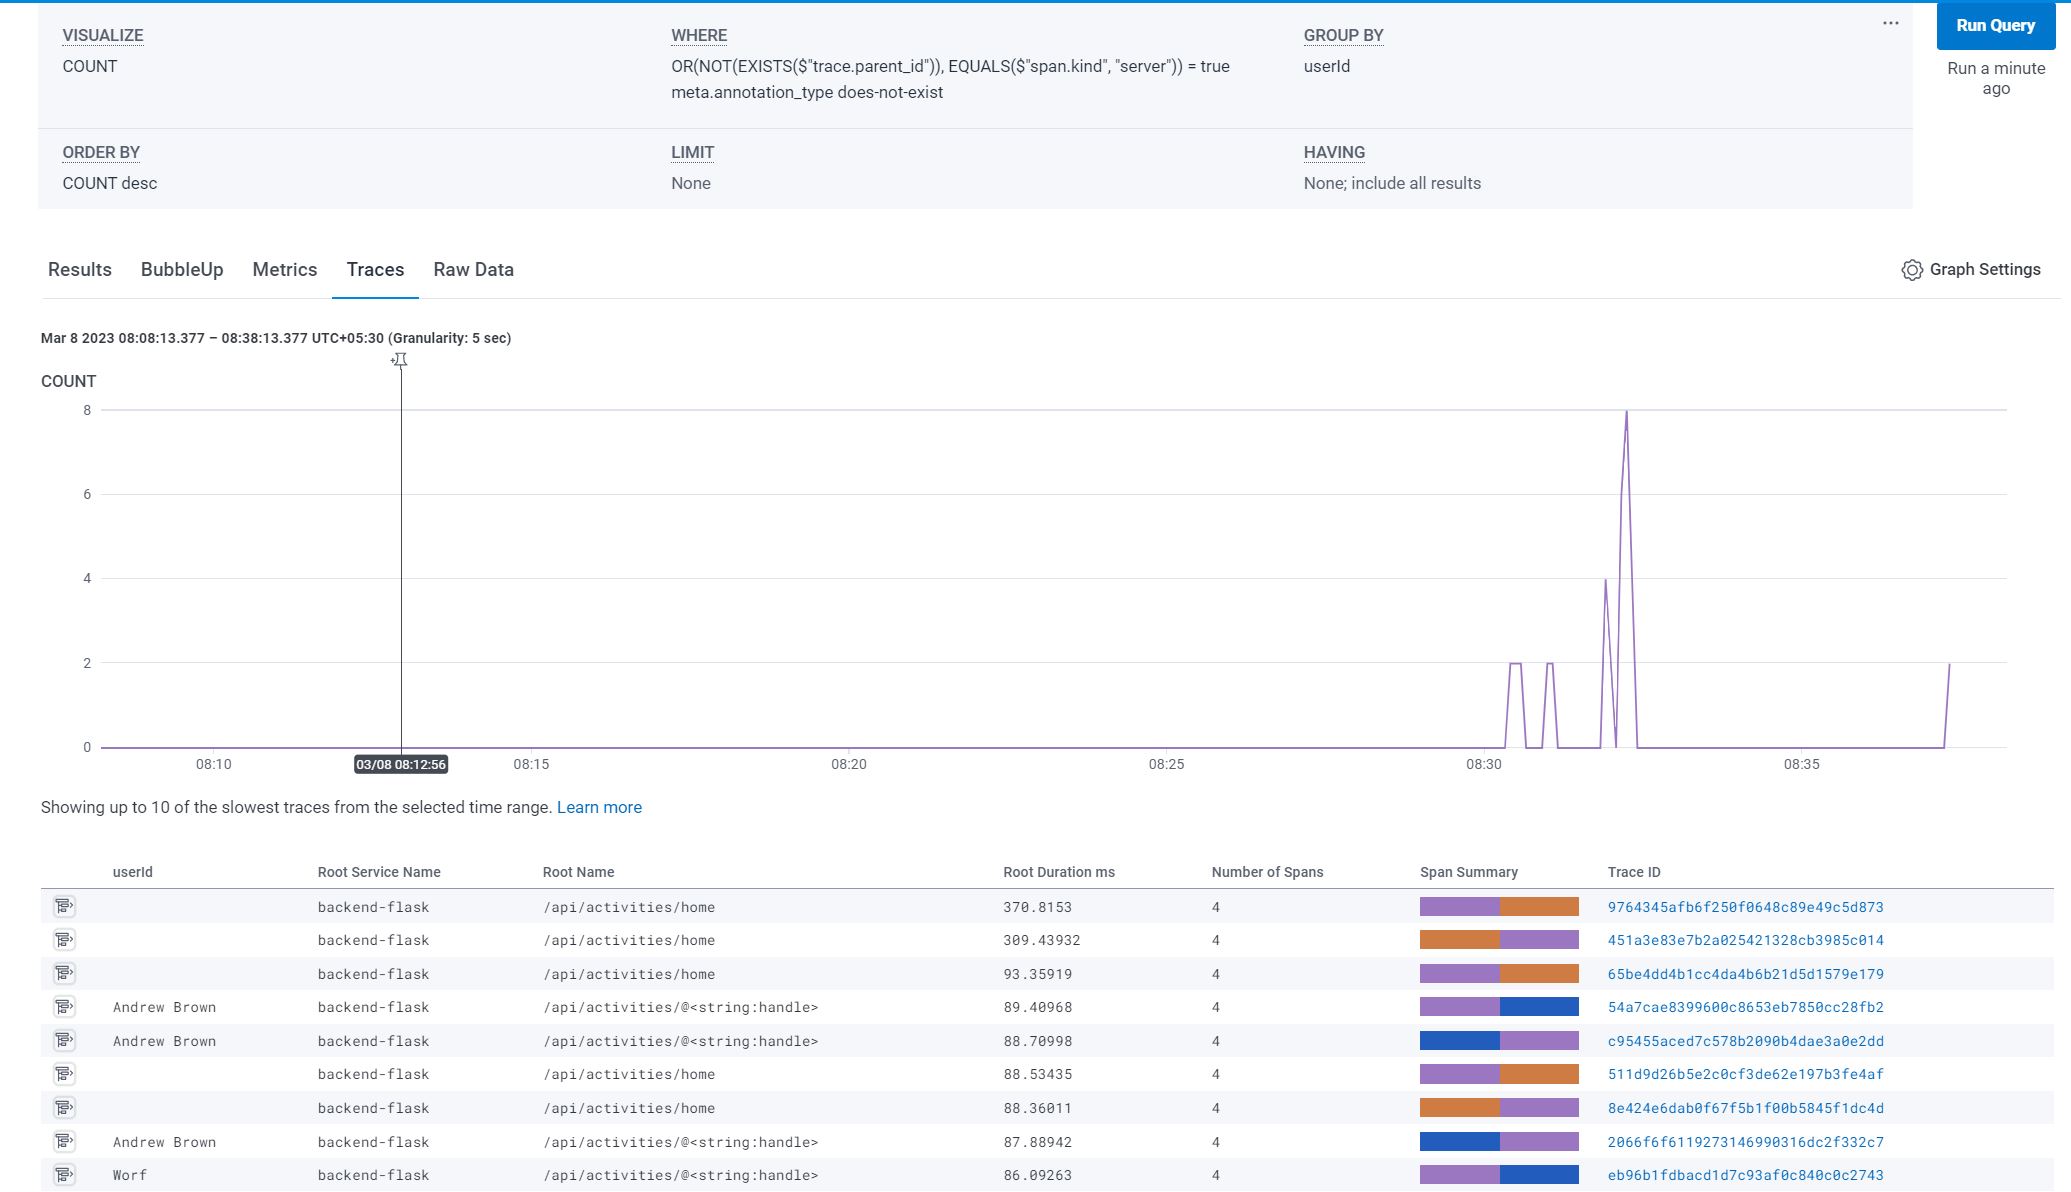 VISUALIZE
COUNT
WHERE
OR(NOT(EXISTS($"trace.parent_id")), EQUALS($"span.kind", "server")) = true
meta.annotation_type does-not-exist
GROUP BY
userId
Run Query
Run a minute
ago
ORDER BY
COUNT desc
LIMIT
None
HAVING
None; include all results
Results BubbleUp Metrics Traces Raw Data
Graph Settings
Mar 8 2023 08:08:13.377 – 08:38:13.377 UTC+05:30 (Granularity: 5 sec)
COUNT
8
6
4
2
0
08:10 03/08 08:12:56 08:15 08:20 08:25 08:30 08:35
Showing up to 10 of the slowest traces from the selected time range. Learn more
userId Root Service Name Root Name Root Duration ms Number of Spans Span Summary Trace ID
backend-flask /api/activities/home 370.8153 4 9764345afb6f250f0648c89e49c5d873
backend-flask /api/activities/home 309.43932 4 451a3e83e7b2a025421328cb3985c014
backend-flask /api/activities/home 93.35919 4 65be4dd4b1cc4da4b6b21d5d1579e179
Andrew Brown backend-flask /api/activities/@<string:handle> 89.40968 4 54a7cae8399600c8653eb7850cc28fb2
Andrew Brown backend-flask /api/activities/@<string:handle> 88.70998 4 c95455aced7c578b2090b4dae3a0e2dd
backend-flask /api/activities/home 88.53435 4 511d9d26b5e2c0cf3de62e197b3fe4af
backend-flask /api/activities/home 88.36011 4 8e424e6dab0f67f5b1f00b5845f1dc4d
Andrew Brown backend-flask /api/activities/@<string:handle> 87.88942 4 2066f6f6119273146990316dc2f332c7
Worf backend-flask /api/activities/@<string:handle> 86.09263 4 eb96b1fdbacd1d7c93af0c840c0c2743